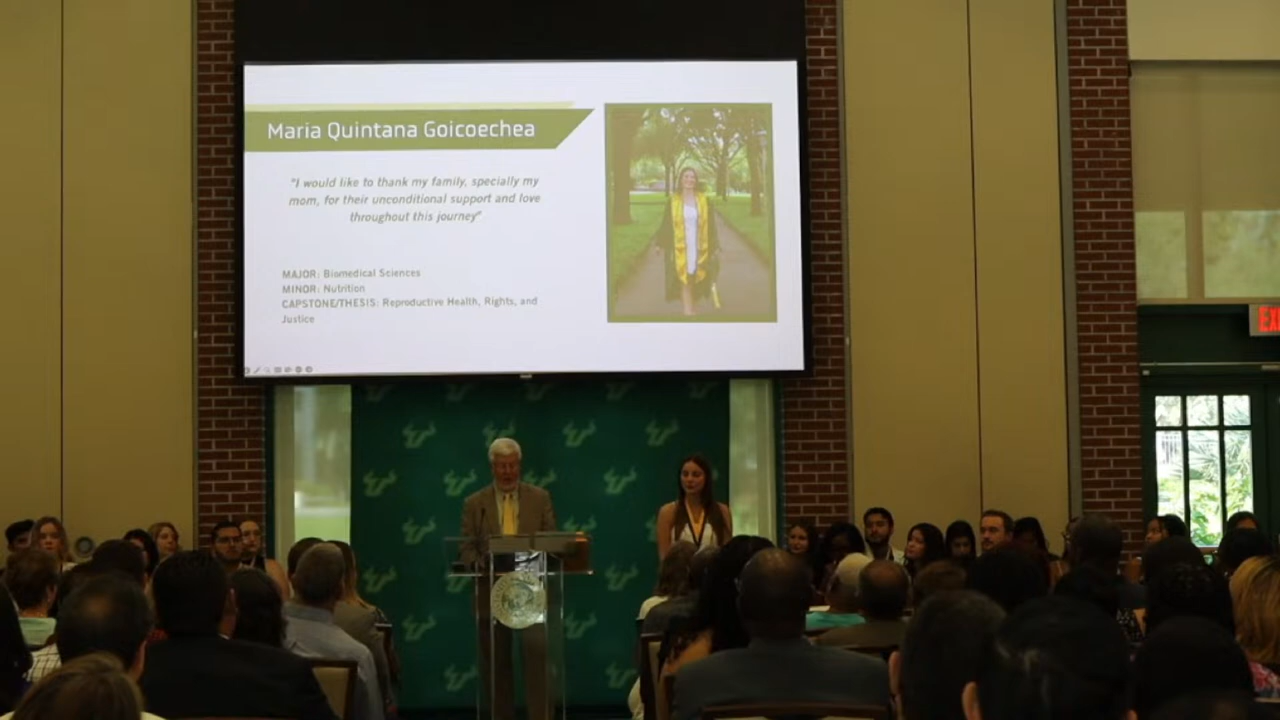 Maria Quintana Goicoechea
"I would like to thank my family, specially my
mom, for their unconditional support and love
throughout this journey"
MAJOR: Biomedical Sciences
MINOR: Nutrition
CAPSTONE/THESIS: Reproductive Health, Rights, and
Justice